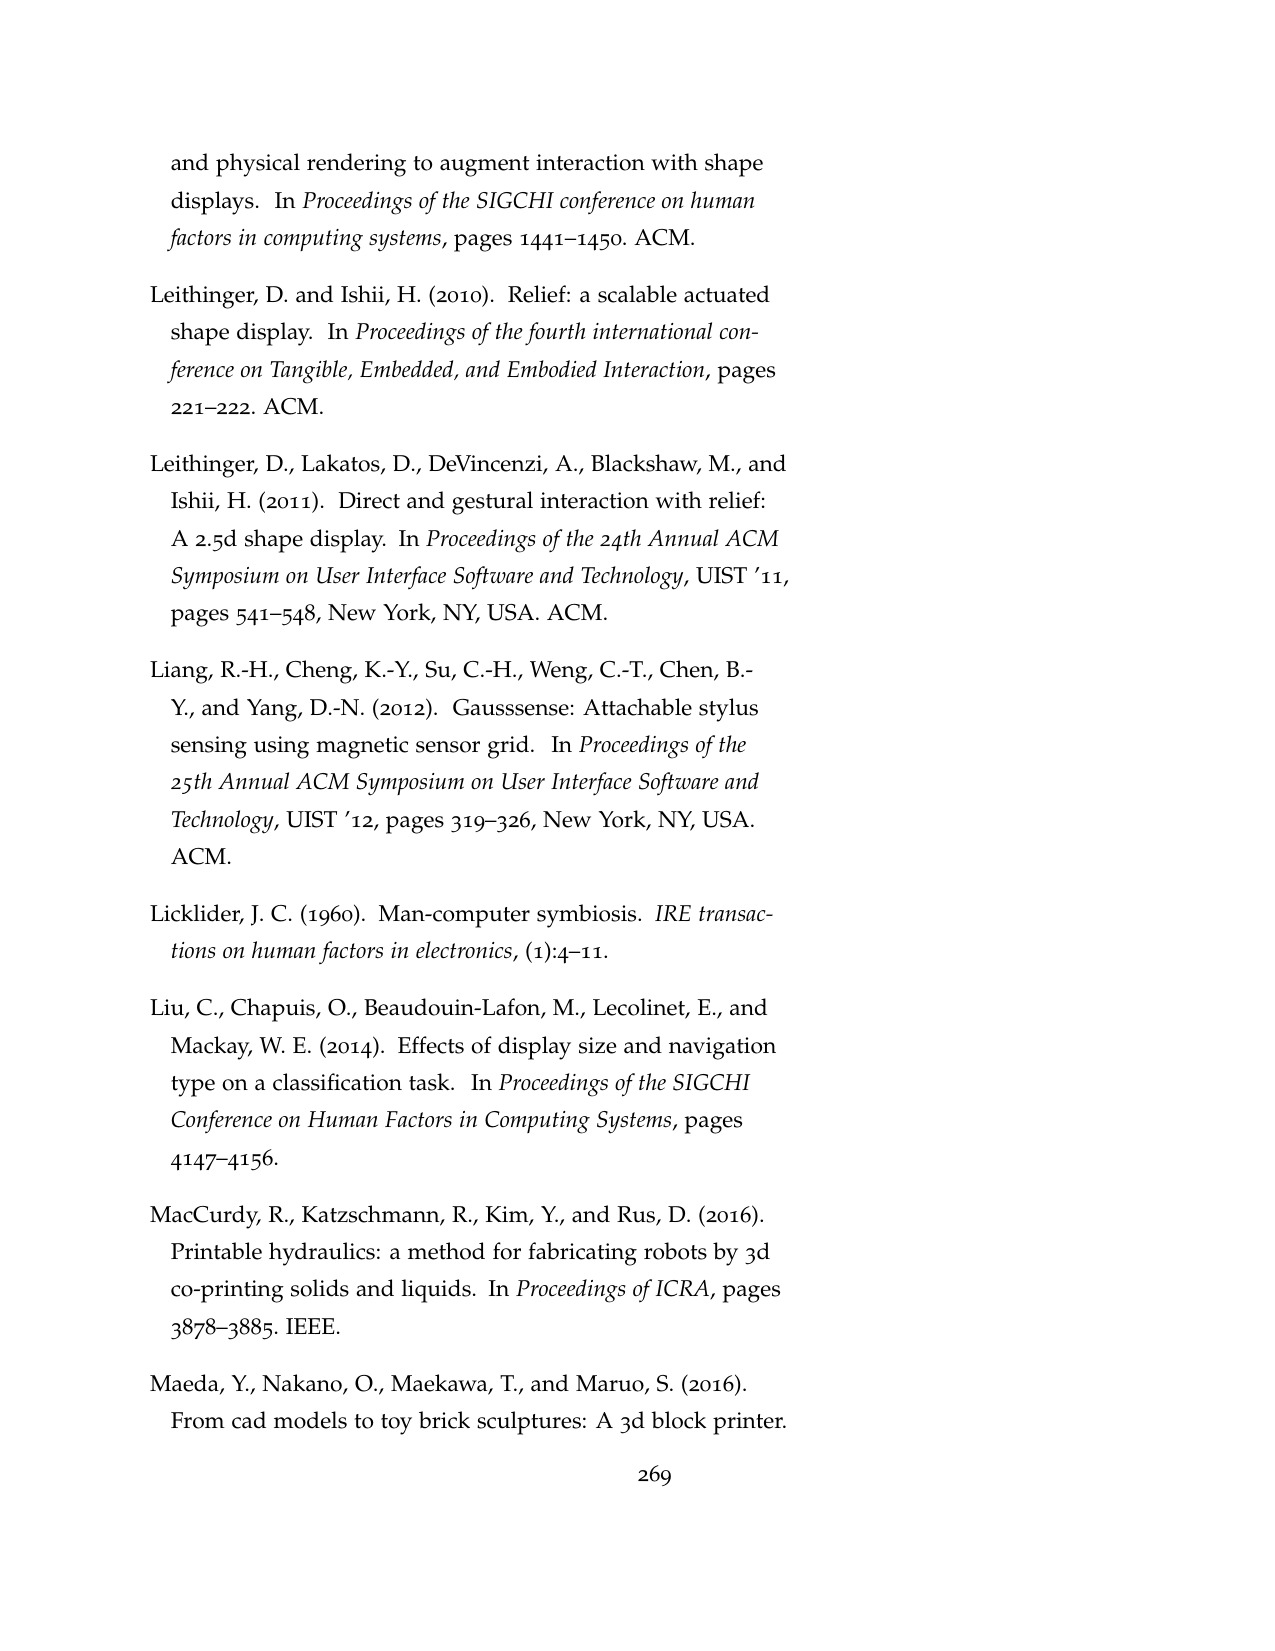 and physical rendering to augment interaction with shape
displays. In Proceedings of the SIGCHI conference on human
factors in computing systems, pages 1441–1450. ACM.
Leithinger, D. and Ishii, H. (2010). Relief: a scalable actuated
shape display. In Proceedings of the fourth international con-
ference on Tangible, Embedded, and Embodied Interaction, pages
221–222. ACM.
Leithinger, D., Lakatos, D., DeVincenzi, A., Blackshaw, M., and
Ishii, H. (2011). Direct and gestural interaction with relief:
A 2.5d shape display. In Proceedings of the 24th Annual ACM
Symposium on User Interface Software and Technology, UIST ’11,
pages 541–548, New York, NY, USA. ACM.
Liang, R.-H., Cheng, K.-Y., Su, C.-H., Weng, C.-T., Chen, B.-
Y., and Yang, D.-N. (2012). Gausssense: Attachable stylus
sensing using magnetic sensor grid. In Proceedings of the
25th Annual ACM Symposium on User Interface Software and
Technology, UIST ’12, pages 319–326, New York, NY, USA.
ACM.
Licklider, J. C. (1960). Man-computer symbiosis. IRE transac-
tions on human factors in electronics, (1):4–11.
Liu, C., Chapuis, O., Beaudouin-Lafon, M., Lecolinet, E., and
Mackay, W. E. (2014). Effects of display size and navigation
type on a classification task. In Proceedings of the SIGCHI
Conference on Human Factors in Computing Systems, pages
4147–4156.
MacCurdy, R., Katzschmann, R., Kim, Y., and Rus, D. (2016).
Printable hydraulics: a method for fabricating robots by 3d
co-printing solids and liquids. In Proceedings of ICRA, pages
3878–3885. IEEE.
Maeda, Y., Nakano, O., Maekawa, T., and Maruo, S. (2016).
From cad models to toy brick sculptures: A 3d block printer.
269